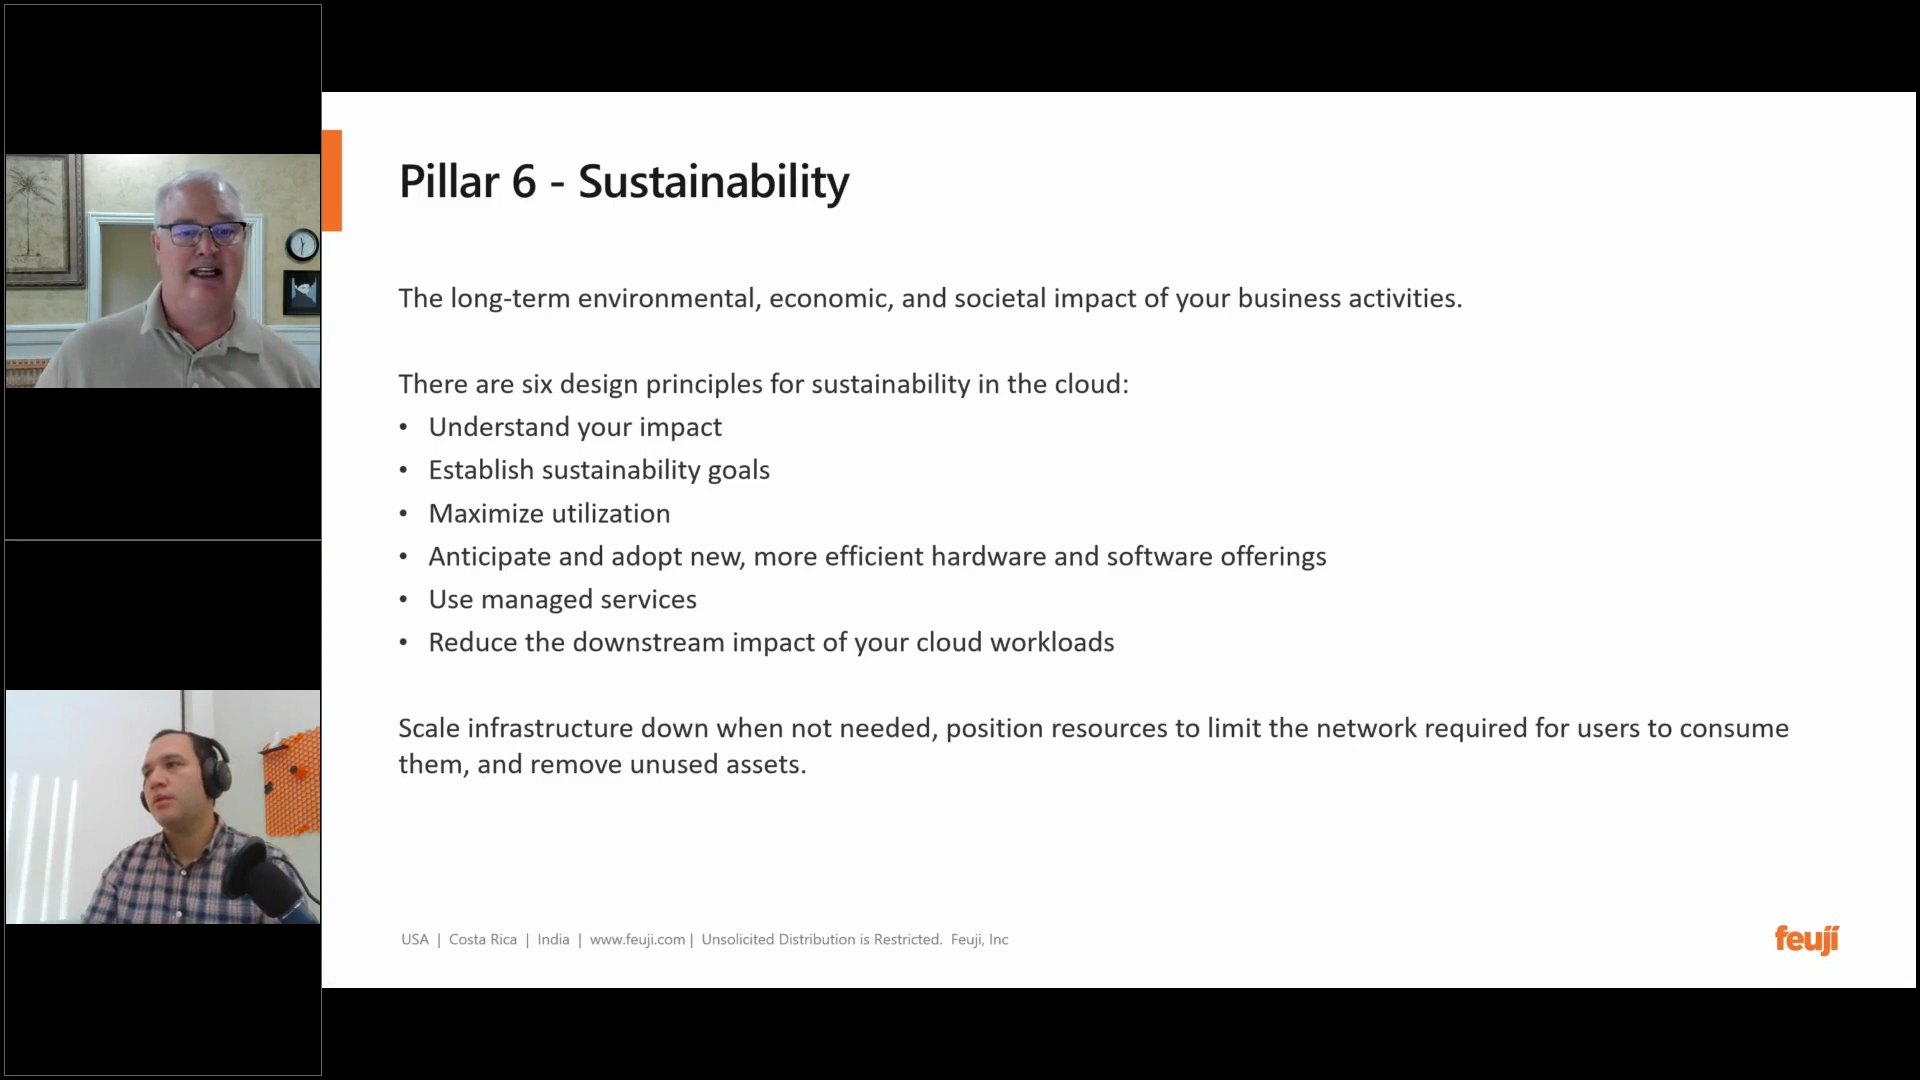 Pillar 6 - Sustainability
The long-term environmental, economic, and societal impact of your business activities.
There are six design principles for sustainability in the cloud:
• Understand your impact
• Establish sustainability goals
• Maximize utilization
• Anticipate and adopt new, more efficient hardware and software offerings
• Use managed services
• Reduce the downstream impact of your cloud workloads
Scale infrastructure down when not needed, position resources to limit the network required for users to consume
them, and remove unused assets.
USA | Costa Rica | India | www.feuji.com | Unsolicited Distribution is Restricted. Feuji, Inc
feuji